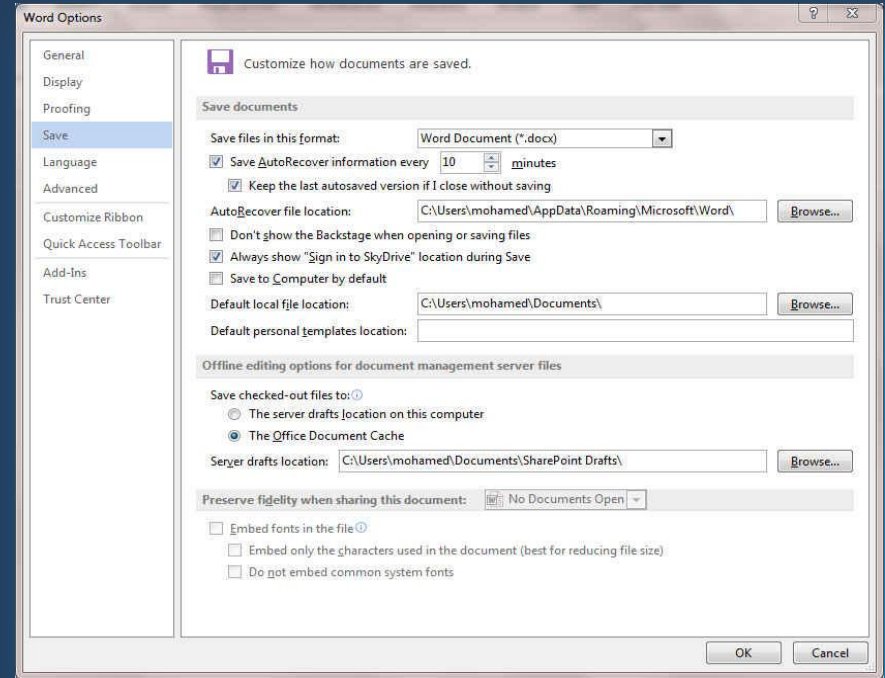 Word Options
General
Display
Proofing
Save
Language
Advanced
Customize Ribbon
Quick Access Toolbar
Add-Ins
Trust Center
Customize how documents are saved.
Save documents
Save files in this format: Word Document (*.docx)
Save AutoRecover information every 10 minutes
Keep the last autosaved version if I close without saving
AutoRecover file location: C:\Users\mohamed\AppData\Roaming\Microsoft\Word\ Browse...
Don't show the Backstage when opening or saving files
Always show "Sign in to SkyDrive" location during Save
Save to Computer by default
Default local file location: C:\Users\mohamed\Documents\ Browse...
Default personal templates location:
Offline editing options for document management server files
Save checked-out files to:
The server drafts location on this computer
The Office Document Cache
Server drafts location: C:\Users\mohamed\Documents\SharePoint Drafts\ Browse...
Preserve fidelity when sharing this document: No Documents Open
Embed fonts in the file
Embed only the characters used in the document (best for reducing file size)
Do not embed common system fonts
OK Cancel